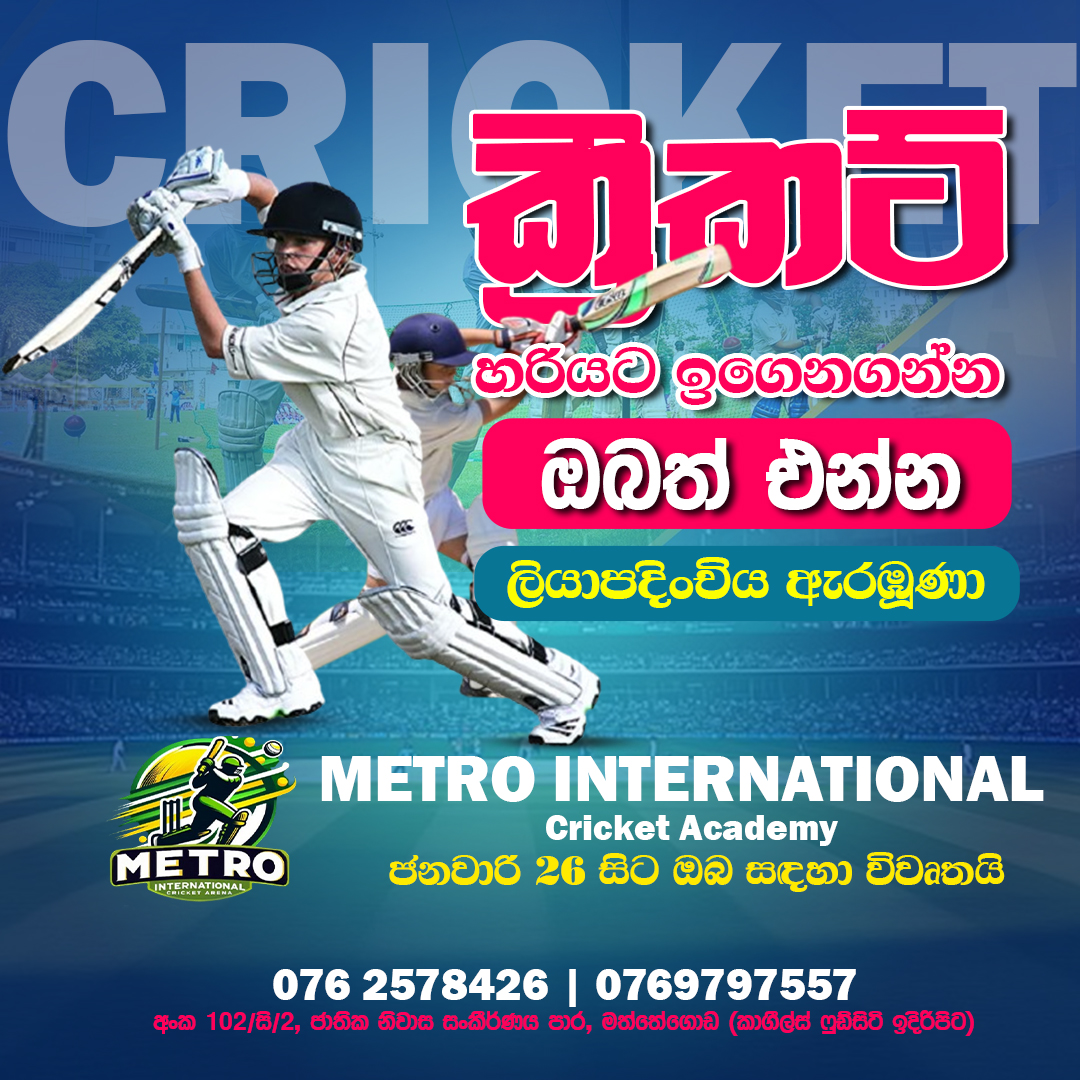 CRICKET
ක්‍රිකට්
හරියට ඉගෙනගන්න
ඔබත් එන්න
ලියාපදිංචිය ඇරඹූණා
METRO INTERNATIONAL
Cricket Academy
ජනවාරි 26 සිට ඔබ සඳහා විවෘතයි
METRO
INTERNATIONAL
CRICKET ARENA
076 2578426 | 0769797557
අංක 102/සි/2, ජාතික නිවාස සංකීර්ණය පාර, මත්තේගොඩ (කාගීල්ස් ෆුඩ්සිටි ඉදිරිපිට)